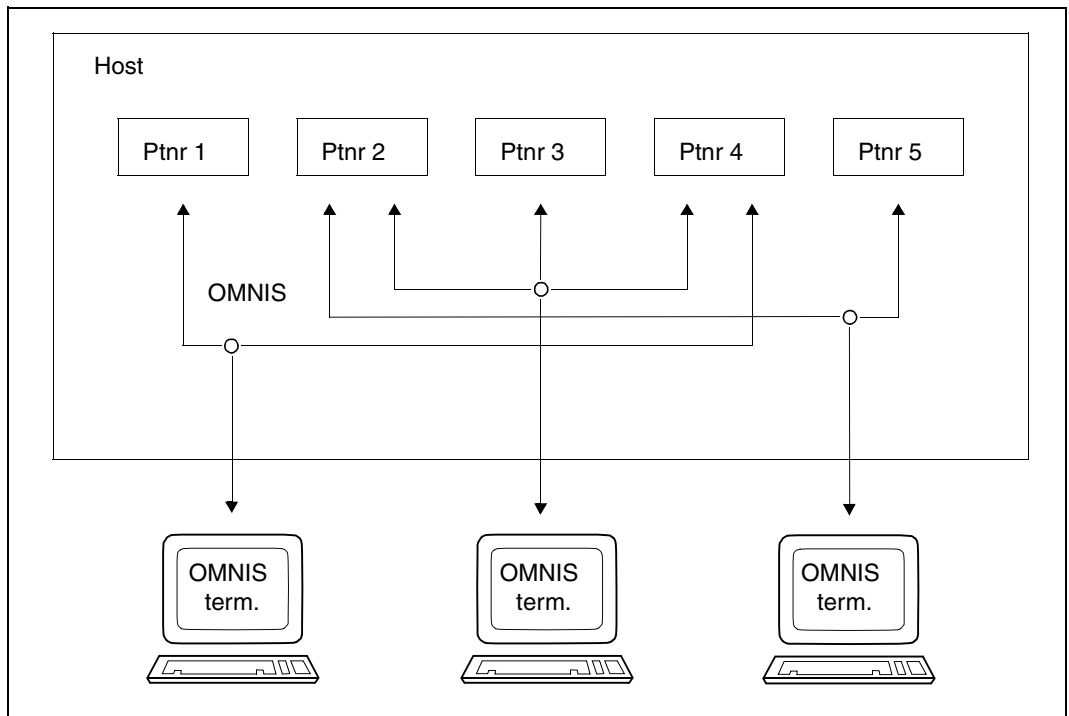 Host
Ptnr 1
Ptnr 2
Ptnr 3
Ptnr 4
Ptnr 5
OMNIS
OMNIS
term.
OMNIS
term.
OMNIS
term.